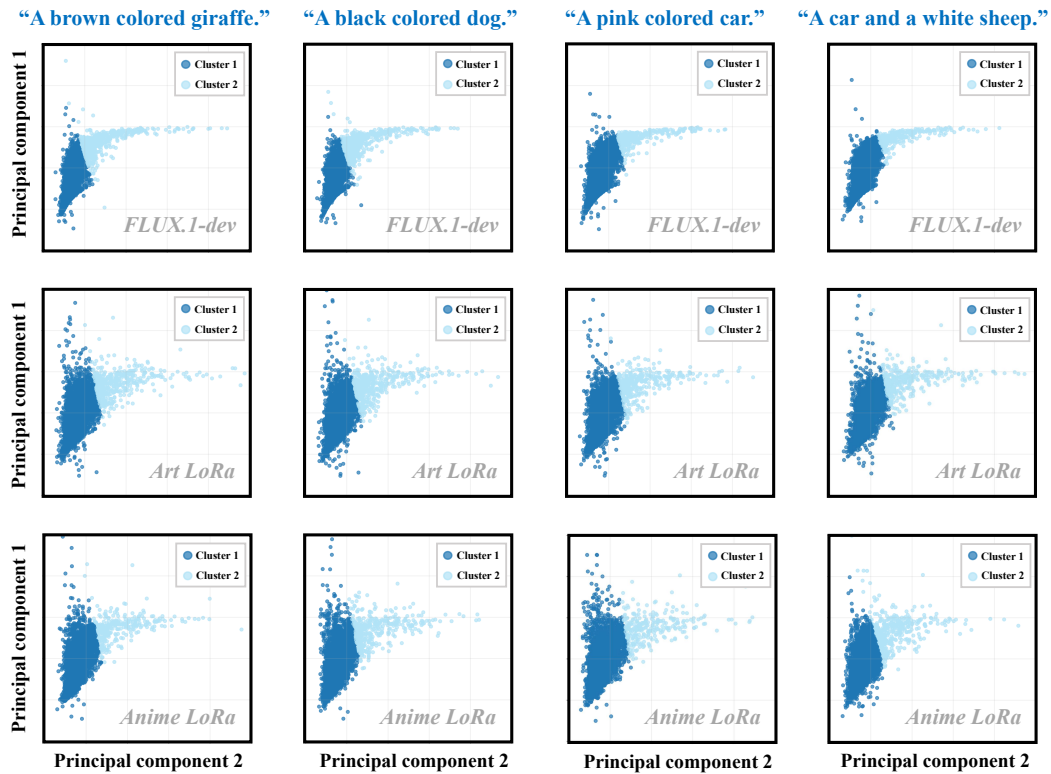 “A brown colored giraffe.” “A black colored dog.” “A pink colored car.” “A car and a white sheep.”
Principal component 1
Cluster 1
Cluster 2
FLUX.1-dev
Cluster 1
Cluster 2
FLUX.1-dev
Cluster 1
Cluster 2
FLUX.1-dev
Cluster 1
Cluster 2
FLUX.1-dev
Principal component 1
Cluster 1
Cluster 2
Art LoRa
Cluster 1
Cluster 2
Art LoRa
Cluster 1
Cluster 2
Art LoRa
Cluster 1
Cluster 2
Art LoRa
Principal component 1
Cluster 1
Cluster 2
Anime LoRa
Cluster 1
Cluster 2
Anime LoRa
Cluster 1
Cluster 2
Anime LoRa
Cluster 1
Cluster 2
Anime LoRa
Principal component 2 Principal component 2 Principal component 2 Principal component 2